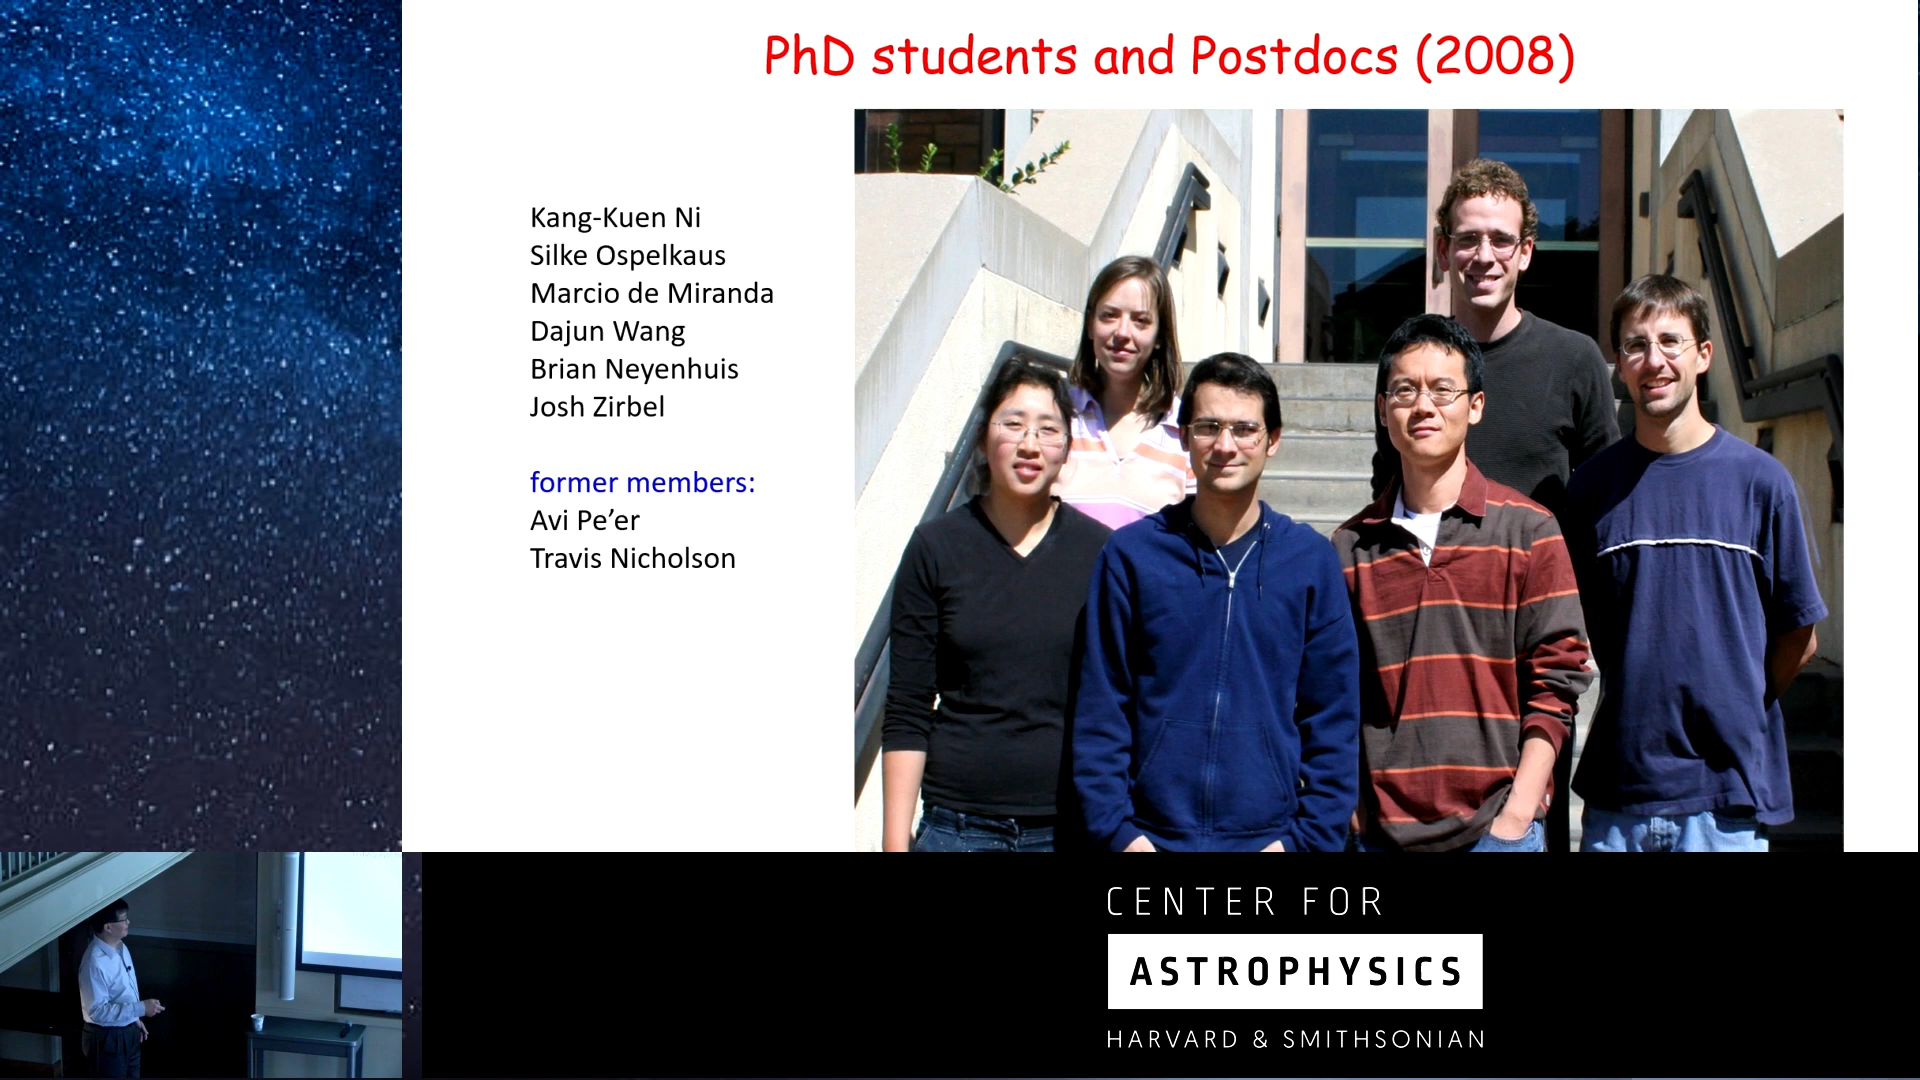 PhD students and Postdocs (2008)
Kang-Kuen Ni
Silke Ospelkaus
Marcio de Miranda
Dajun Wang
Brian Neyenhuis
Josh Zirbel
former members:
Avi Pe’er
Travis Nicholson
CENTER FOR
ASTROPHYSICS
HARVARD & SMITHSONIAN